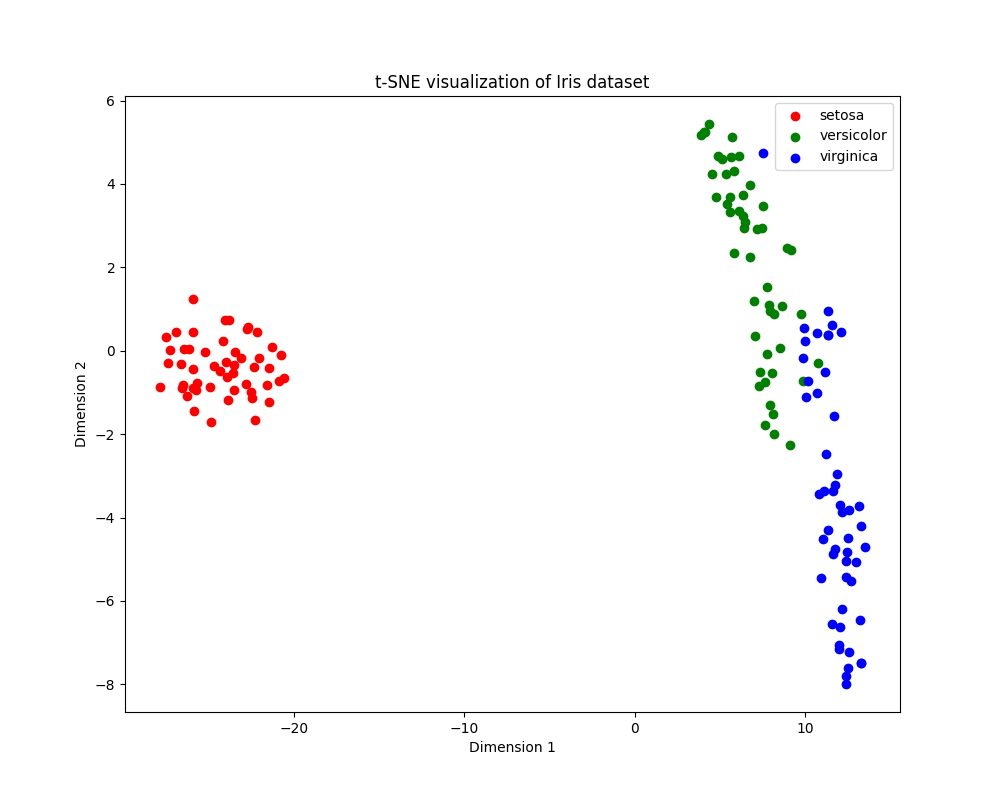 t-SNE visualization of Iris dataset
setosa
versicolor
virginica
6
4
2
0
−2
−4
−6
−8
Dimension 2
−20
−10
0
10
Dimension 1